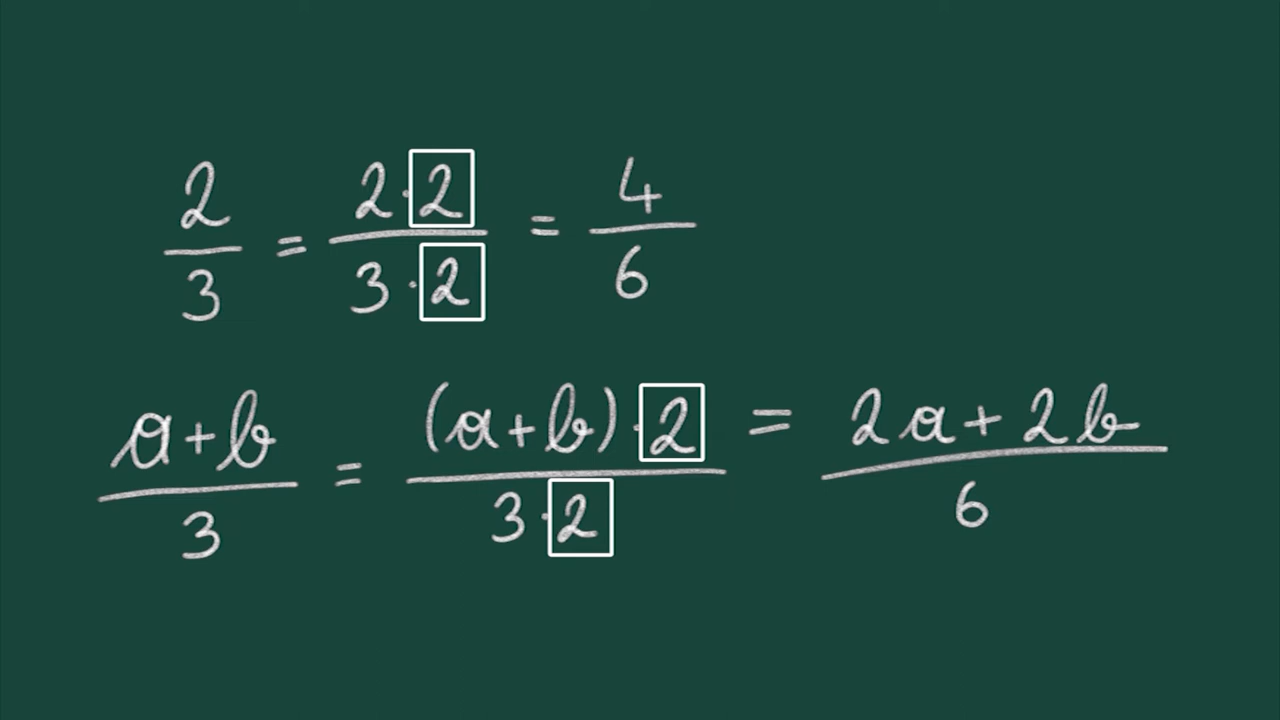 2/3 = 2·2/3·2 = 4/6
a+b/3 = (a+b)·2/3·2 = 2a+2b/6